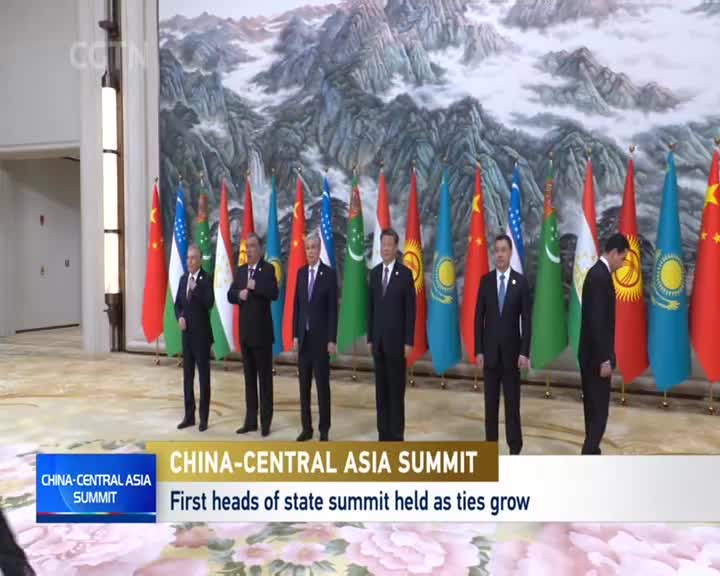 CGTN
CHINA-CENTRAL ASIA SUMMIT
First heads of state summit held as ties grow
CHINA-CENTRAL ASIA
SUMMIT